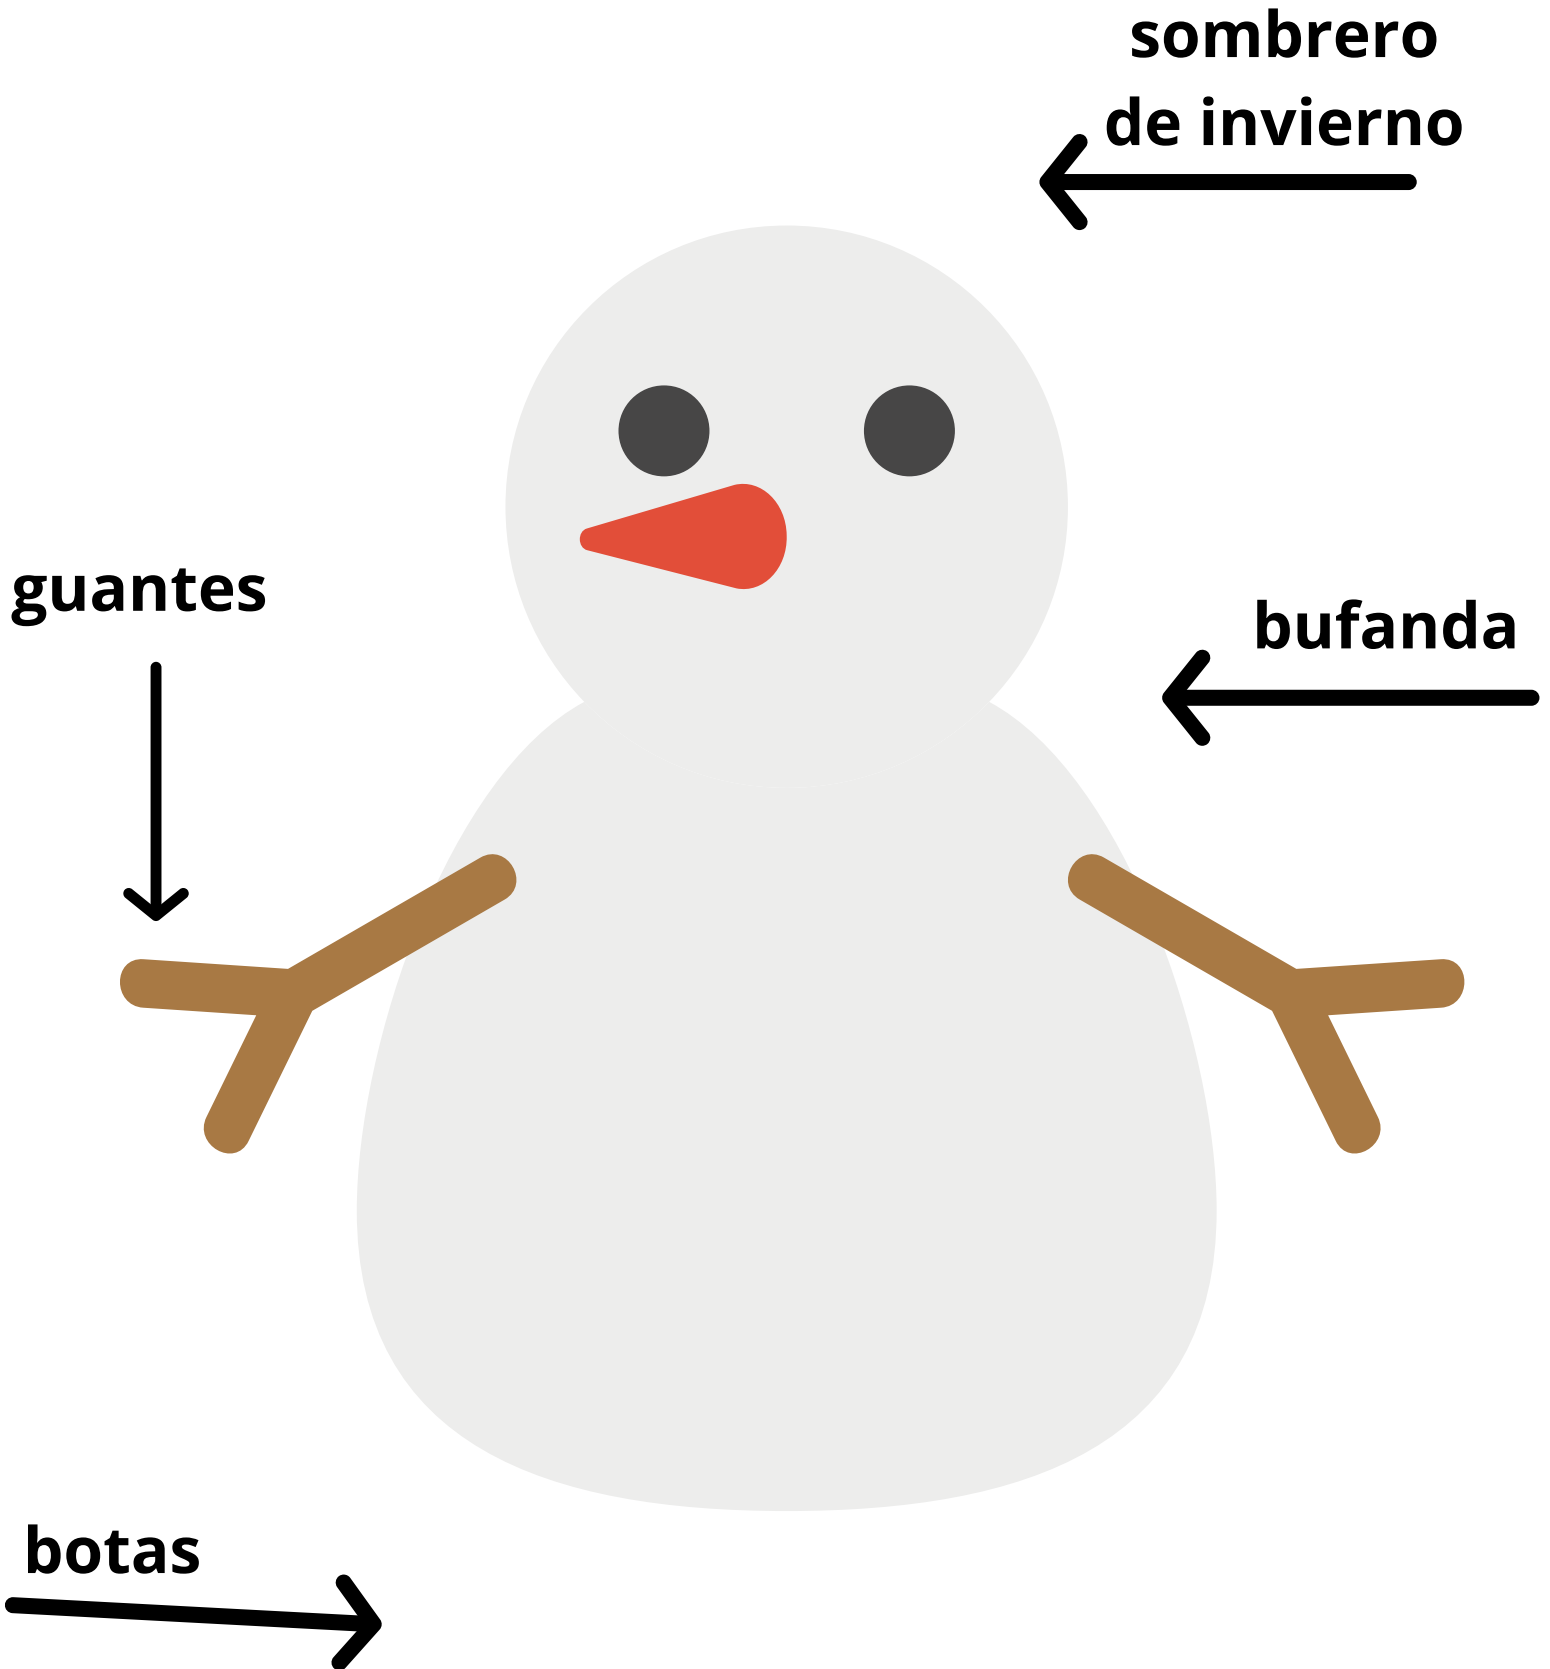 sombrero
de invierno
guantes
bufanda
botas